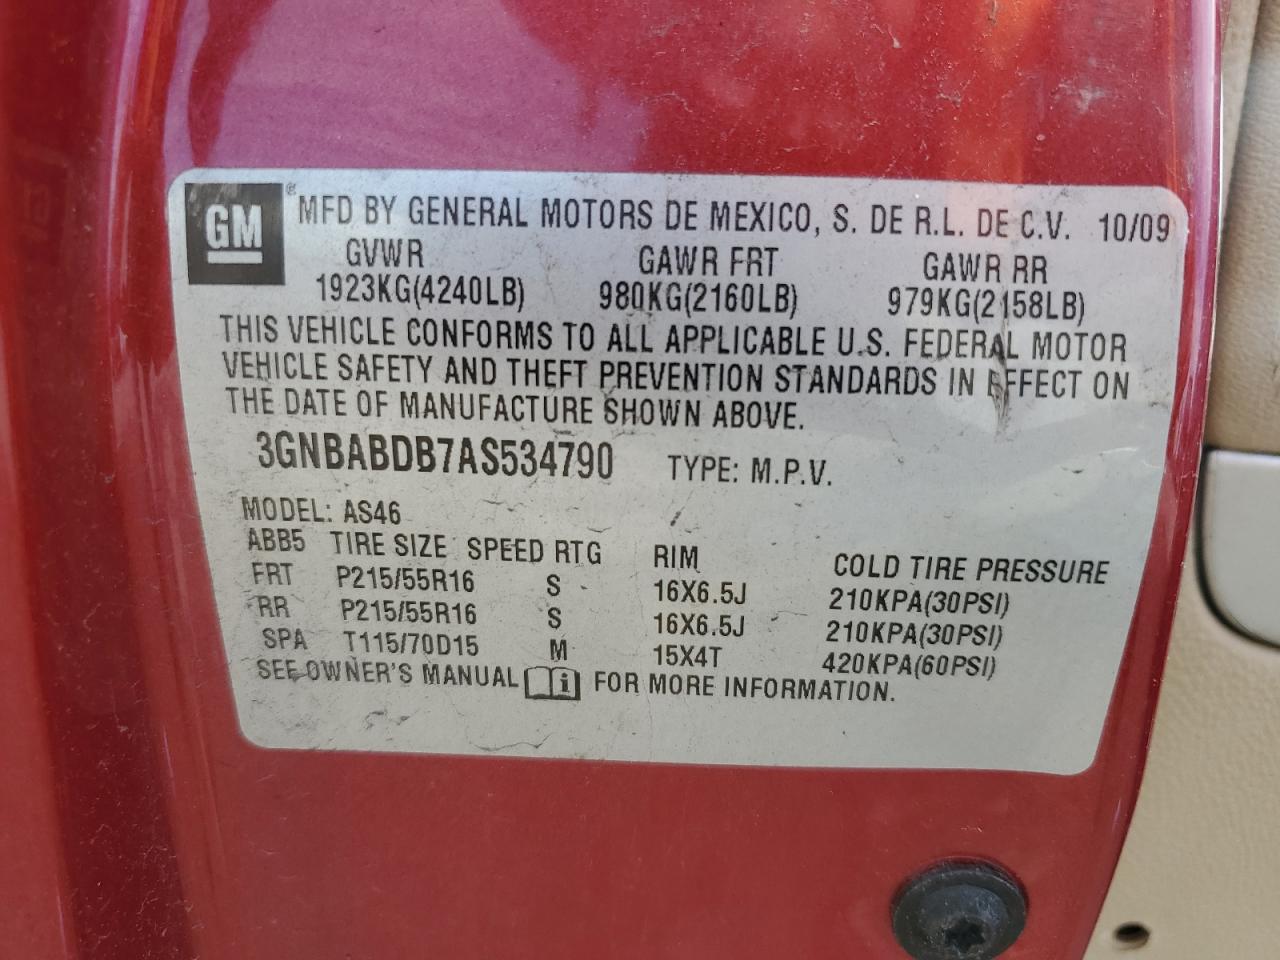 GM ® MFD BY GENERAL MOTORS DE MEXICO, S. DE R.L. DE C.V. 10/09
GVWR GAWR FRT GAWR RR
1923KG(4240LB) 980KG(2160LB) 979KG(2158LB)
THIS VEHICLE CONFORMS TO ALL APPLICABLE U.S. FEDERAL MOTOR
VEHICLE SAFETY AND THEFT PREVENTION STANDARDS IN EFFECT ON
THE DATE OF MANUFACTURE SHOWN ABOVE.
3GNBABDB7AS534790 TYPE: M.P.V.
MODEL: AS46
ABB5 TIRE SIZE SPEED RTG RIM COLD TIRE PRESSURE
FRT P215/55R16 S 16X6.5J 210KPA(30PSI)
RR P215/55R16 S 16X6.5J 210KPA(30PSI)
SPA T115/70D15 M 15X4T 420KPA(60PSI)
SEE OWNER'S MANUAL i FOR MORE INFORMATION.